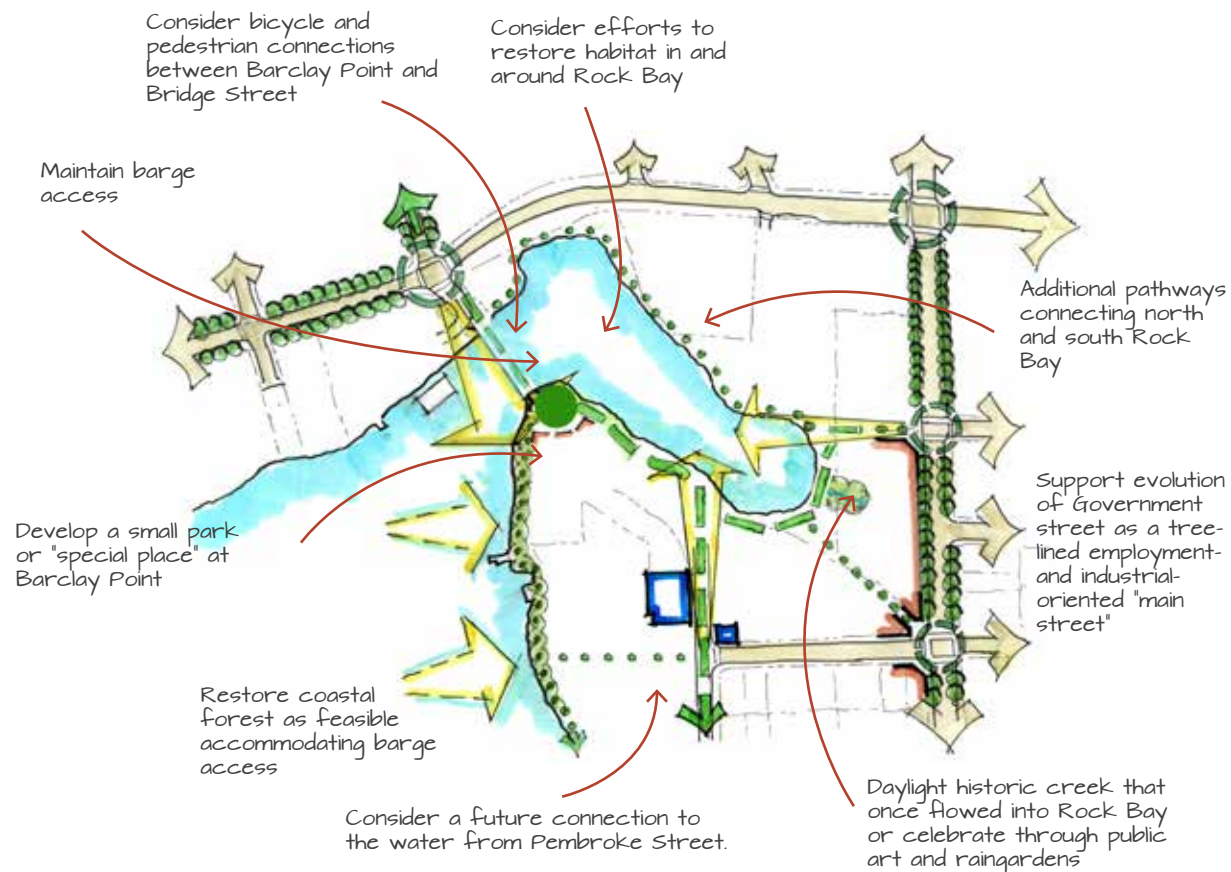 Consider bicycle and
pedestrian connections
between Barclay Point and
Bridge Street
Consider efforts to
restore habitat in and
around Rock Bay
Maintain barge
access
Additional pathways
connecting north
and south Rock
Bay
Develop a small park
or "special place" at
Barclay Point
Support evolution
of Government
street as a tree-
lined employment-
and industrial-
oriented "main
street"
Restore coastal
forest as feasible
accommodating barge
access
Consider a future connection to
the water from Pembroke Street.
Daylight historic creek that
once flowed into Rock Bay
or celebrate through public
art and raingardens